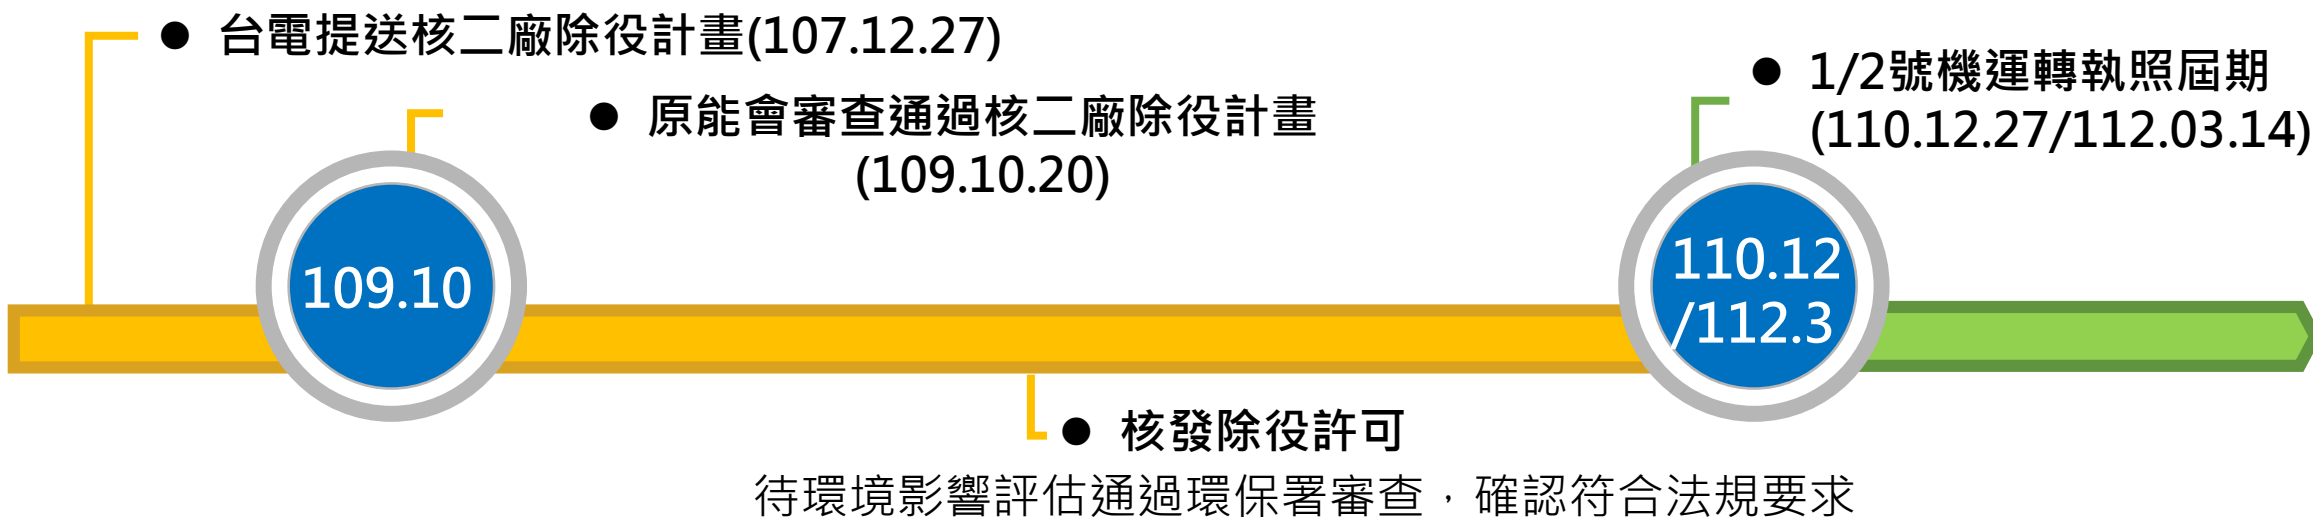 ● 台電提送核二廠除役計畫(107.12.27)
● 原能會審查通過核二廠除役計畫
(109.10.20)
● 1/2號機運轉執照屆期
(110.12.27/112.03.14)
109.10
110.12
/112.3
● 核發除役許可
待環境影響評估通過環保署審查，確認符合法規要求